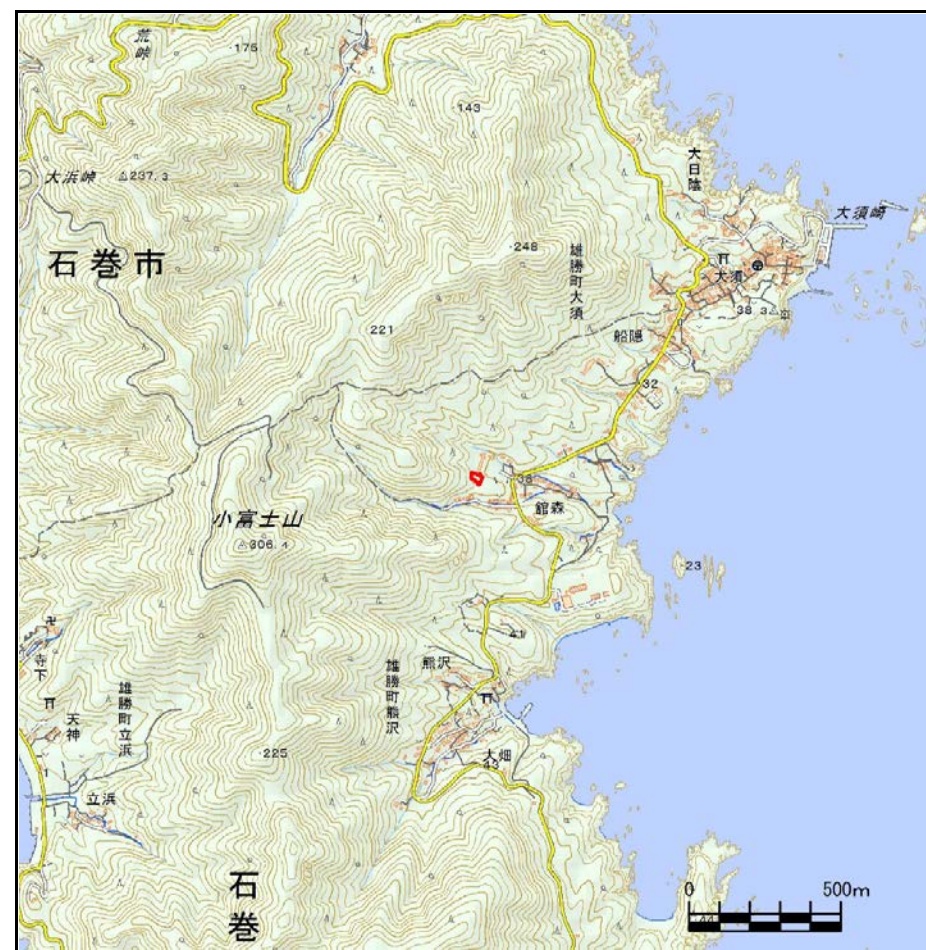 荒峠
175
143
大浜峠
237.3
大日陰
大須崎
石巻市
248
雄勝町大須
大須
38.3
221
船隠
32
38
館森
小富士山
306.4
23
41
寺下
雄勝町熊沢
熊沢
天神
雄勝町立浜
225
大畑
43
1
立浜
石巻
0 500m